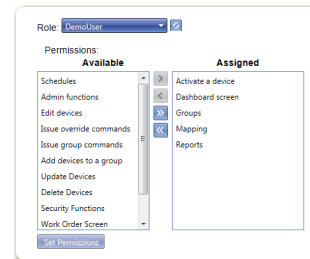 Role: DemoUser
Permissions:
Available Assigned
Schedules
Admin functions
Edit devices
Issue override commands
Issue group commands
Add devices to a group
Update Devices
Delete Devices
Security Functions
Work Order Screen
Activate a device
Dashboard screen
Groups
Mapping
Reports
Set Permissions